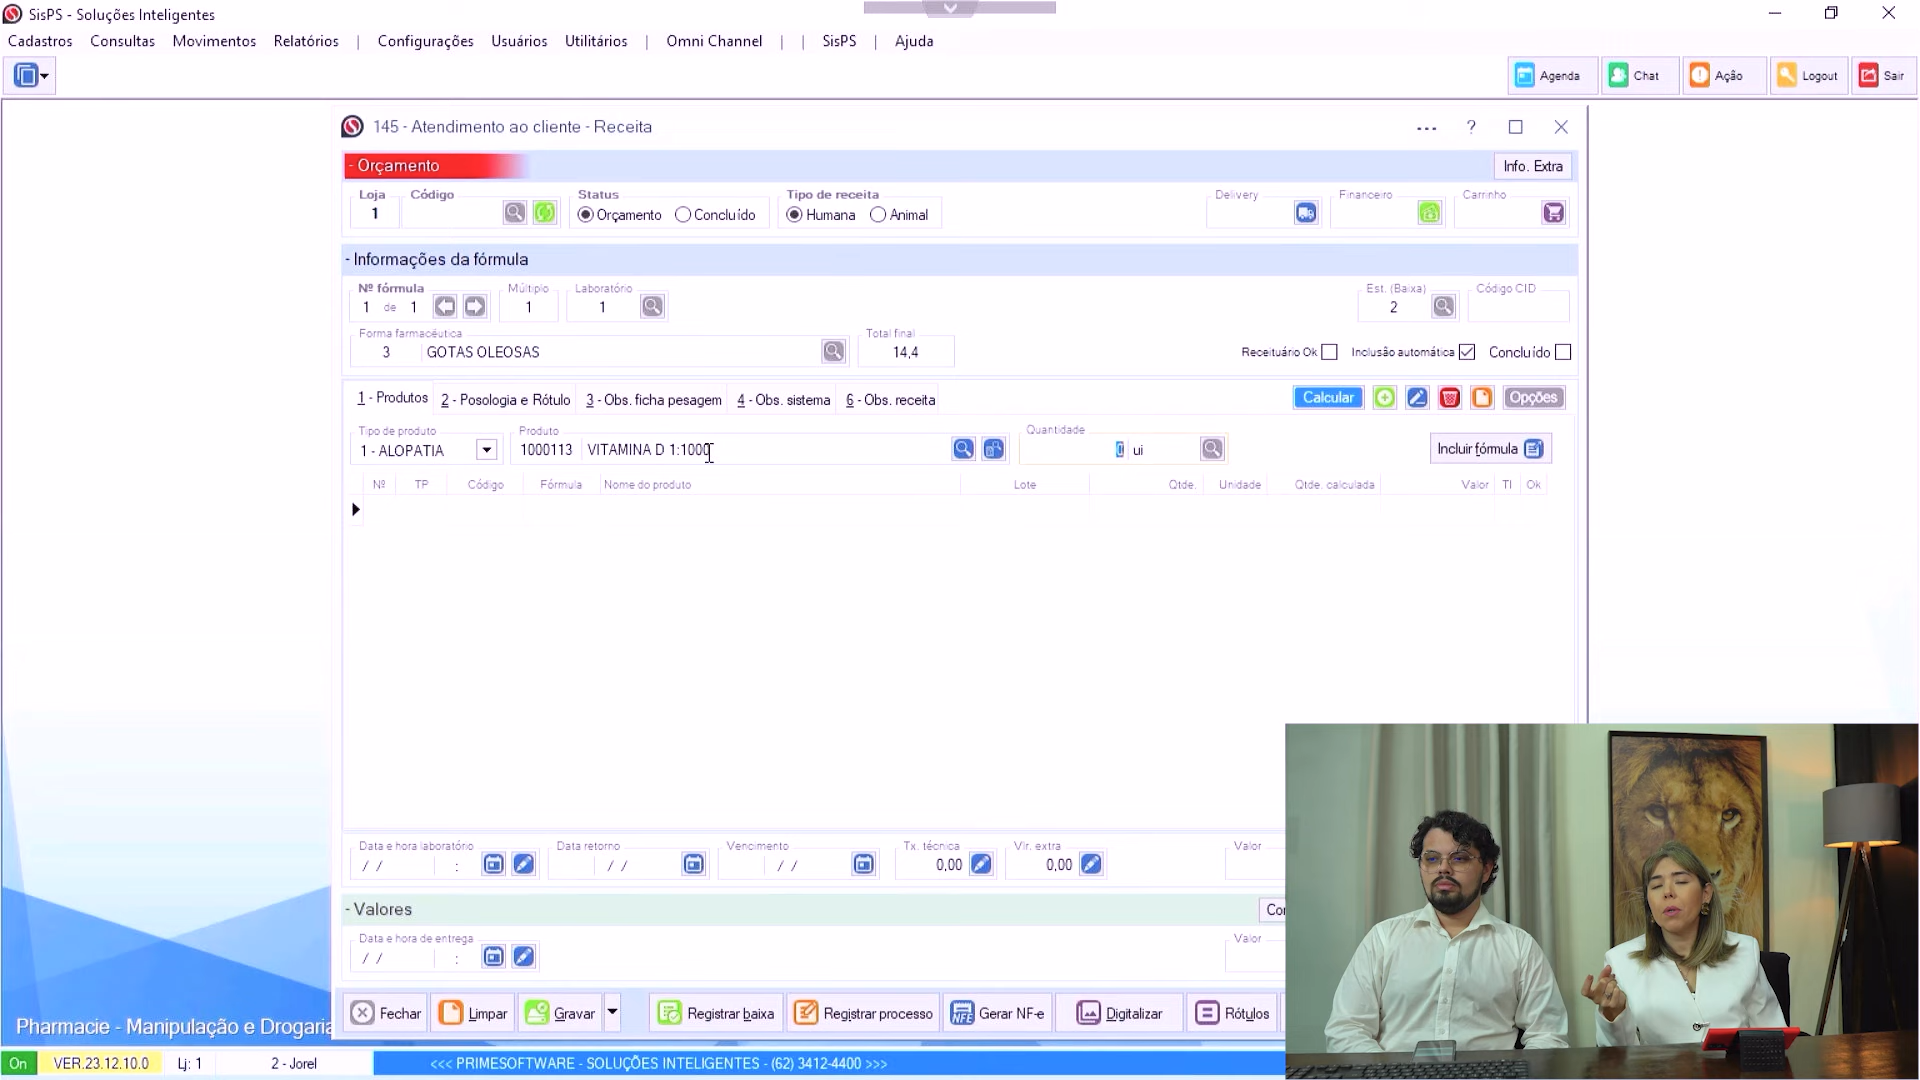 SisPS - Soluções Inteligentes
Cadastros Consultas Movimentos Relatórios | Configurações Usuários Utilitários | Omni Channel | | SisPS | Ajuda
Agenda Chat Ação Logout Sair
145 - Atendimento ao cliente - Receita ... ?
- Orçamento Info. Extra
Loja Código Status Tipo de receita Delivery Financeiro Carrinho
1 Orçamento Concluído Humana Animal
- Informações da fórmula
Nº fórmula Múltiplo Laboratório Est. (Baixa) Código CID
1 de 1 1 1 2
Forma farmacêutica Total final
3 GOTAS OLEOSAS 14,4 Receituário Ok Inclusão automática Concluído
1 - Produtos 2 - Posologia e Rótulo 3 - Obs. ficha pesagem 4 - Obs. sistema 6 - Obs. receita Calcular Opções
Tipo de produto Produto Quantidade
1 - ALOPATIA 1000113 VITAMINA D 1:1000 0 ui Incluir fórmula
Nº TP Código Fórmula Nome do produto Lote Qtde. Unidade Qtde. calculada Valor TI Ok
Data e hora laboratório Data retorno Vencimento Tx. técnica Vlr. extra Valor
/ / : / / / / 0,00 0,00
- Valores
Data e hora de entrega Valor
/ / :
Fechar Limpar Gravar Registrar baixa Registrar processo Gerar NF-e Digitalizar Rótulos
Pharmacie - Manipulação e Drogaria
On VER.23.12.10.0 Lj: 1 2 - Jorel <<< PRIMESOFTWARE - SOLUÇÕES INTELIGENTES - (62) 3412-4400 >>>